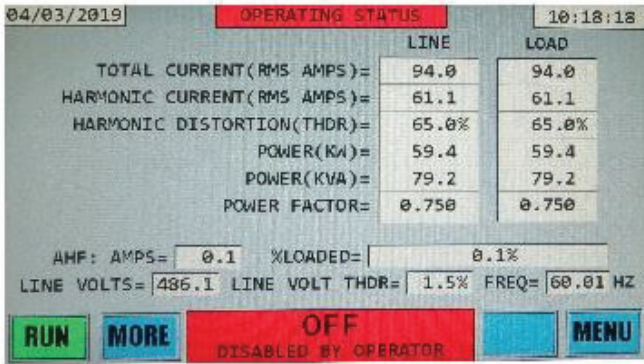 04/03/2019 OPERATING STATUS 10:18:18
LINE LOAD
TOTAL CURRENT(RMS AMPS)= 94.0 94.0
HARMONIC CURRENT(RMS AMPS)= 61.1 61.1
HARMONIC DISTORTION(THDR)= 65.0% 65.0%
POWER(KW)= 59.4 59.4
POWER(KVA)= 79.2 79.2
POWER FACTOR= 0.750 0.750
AHF: AMPS= 0.1 %LOADED= 0.1%
LINE VOLTS= 486.1 LINE VOLT THDR= 1.5% FREQ= 60.01 HZ
RUN MORE OFF MENU
DISABLED BY OPERATOR